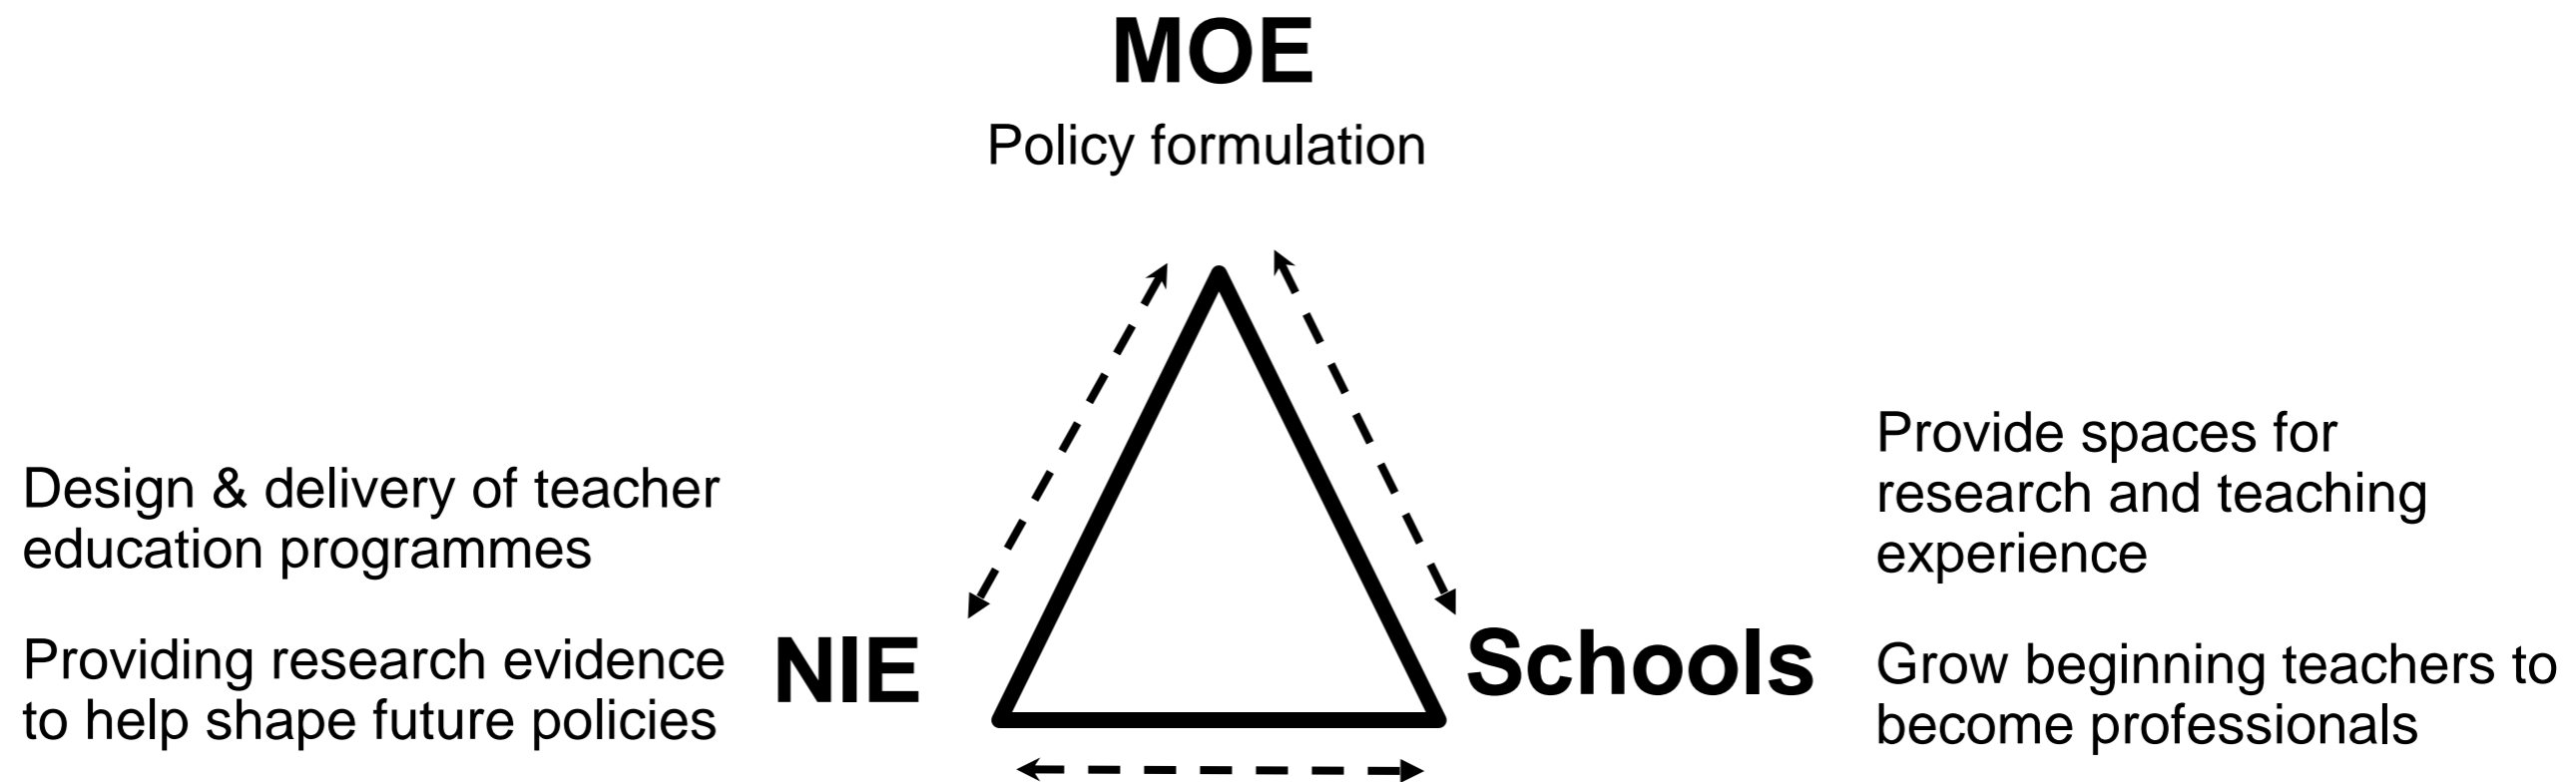 MOE
Policy formulation
Design & delivery of teacher
education programmes
Providing research evidence
to help shape future policies
NIE
Schools
Provide spaces for
research and teaching
experience
Grow beginning teachers to
become professionals